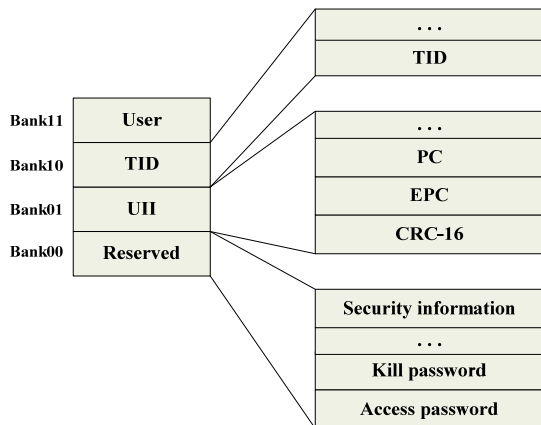 Bank11
User
Bank10
TID
Bank01
UII
Bank00
Reserved
. . .
TID
. . .
PC
EPC
CRC-16
Security information
. . .
Kill password
Access password